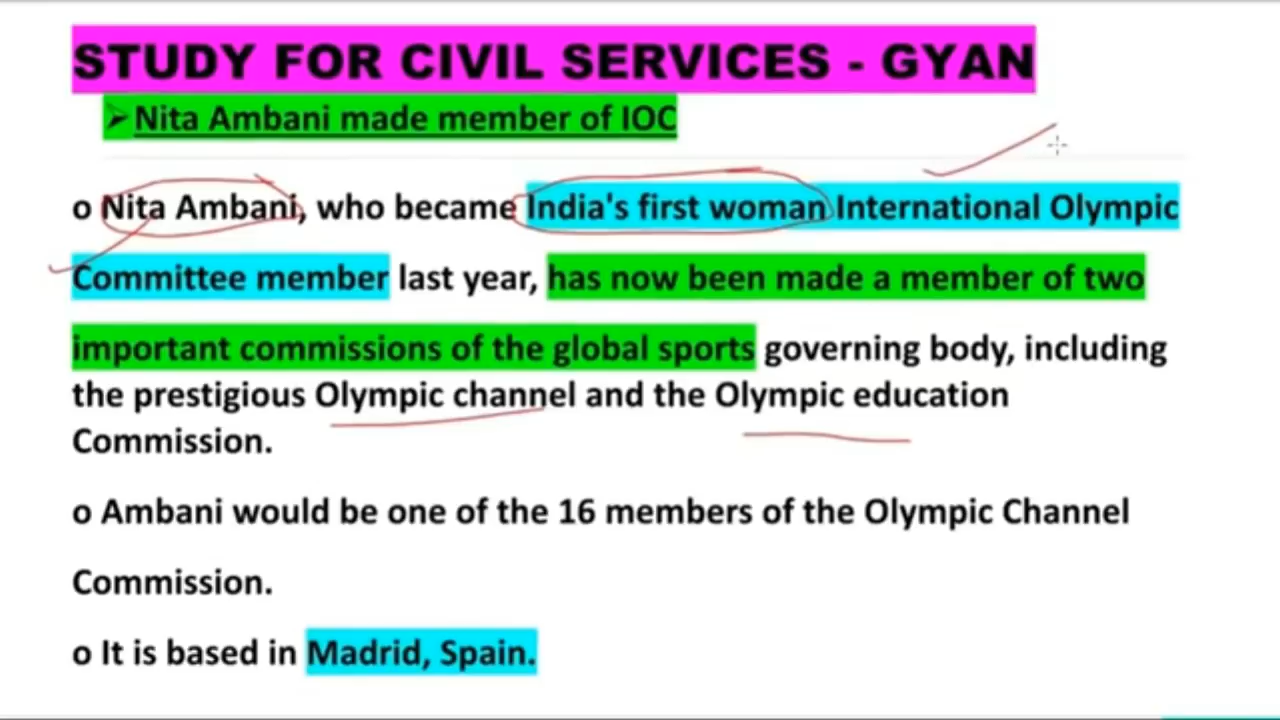 STUDY FOR CIVIL SERVICES - GYAN
➢Nita Ambani made member of IOC
o Nita Ambani, who became India's first woman International Olympic
Committee member last year, has now been made a member of two
important commissions of the global sports governing body, including
the prestigious Olympic channel and the Olympic education
Commission.
o Ambani would be one of the 16 members of the Olympic Channel
Commission.
o It is based in Madrid, Spain.